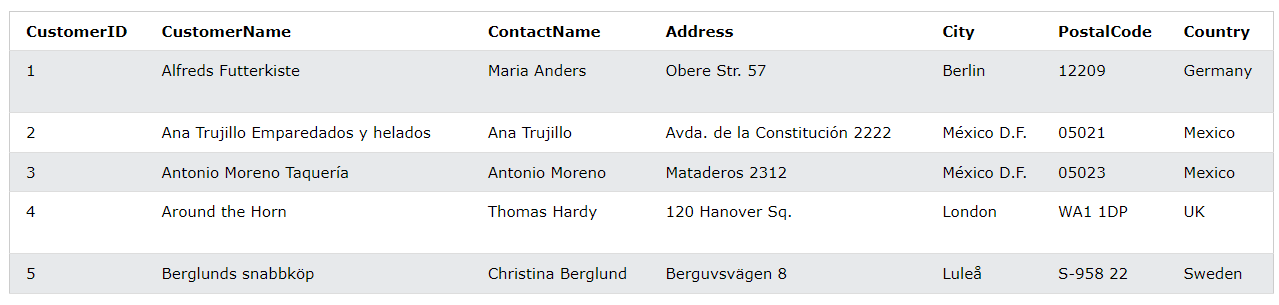 CustomerID CustomerName ContactName Address City PostalCode Country
1 Alfreds Futterkiste Maria Anders Obere Str. 57 Berlin 12209 Germany
2 Ana Trujillo Emparedados y helados Ana Trujillo Avda. de la Constitución 2222 México D.F. 05021 Mexico
3 Antonio Moreno Taquería Antonio Moreno Mataderos 2312 México D.F. 05023 Mexico
4 Around the Horn Thomas Hardy 120 Hanover Sq. London WA1 1DP UK
5 Berglunds snabbköp Christina Berglund Berguvsvägen 8 Luleå S-958 22 Sweden